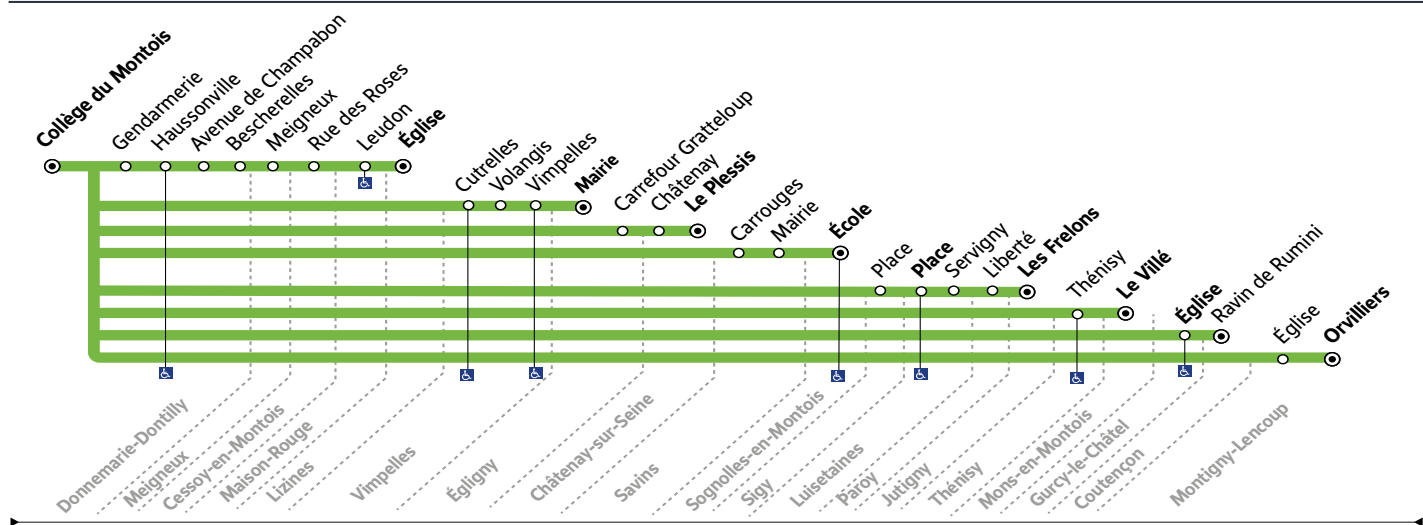 Collège du Montois
Gendarmerie
Haussonville
Avenue de Champabon
Bescherelles
Meigneux
Rue des Roses
Leudon
Église
Cutrelles
Volangis
Vimpelles
Mairie
Carrefour Gratteloup
Châtenay
Le Plessis
Carrouges
Mairie
École
Place
Place
Servigny
Liberté
Les Frelons
Thénisy
Le Villé
Église
Ravin de Rumini
Église
Orvilliers
Donnemarie-Dontilly
Meigneux
Cessoy-en-Montois
Maison-Rouge
Lizines
Vimpelles
Égligny
Châtenay-sur-Seine
Savins
Sognolles-en-Montois
Sigy
Luisetaines
Paroy
Jutigny
Thénisy
Mons-en-Montois
Gurcy-le-Châtel
Coutençon
Montigny-Lencoup